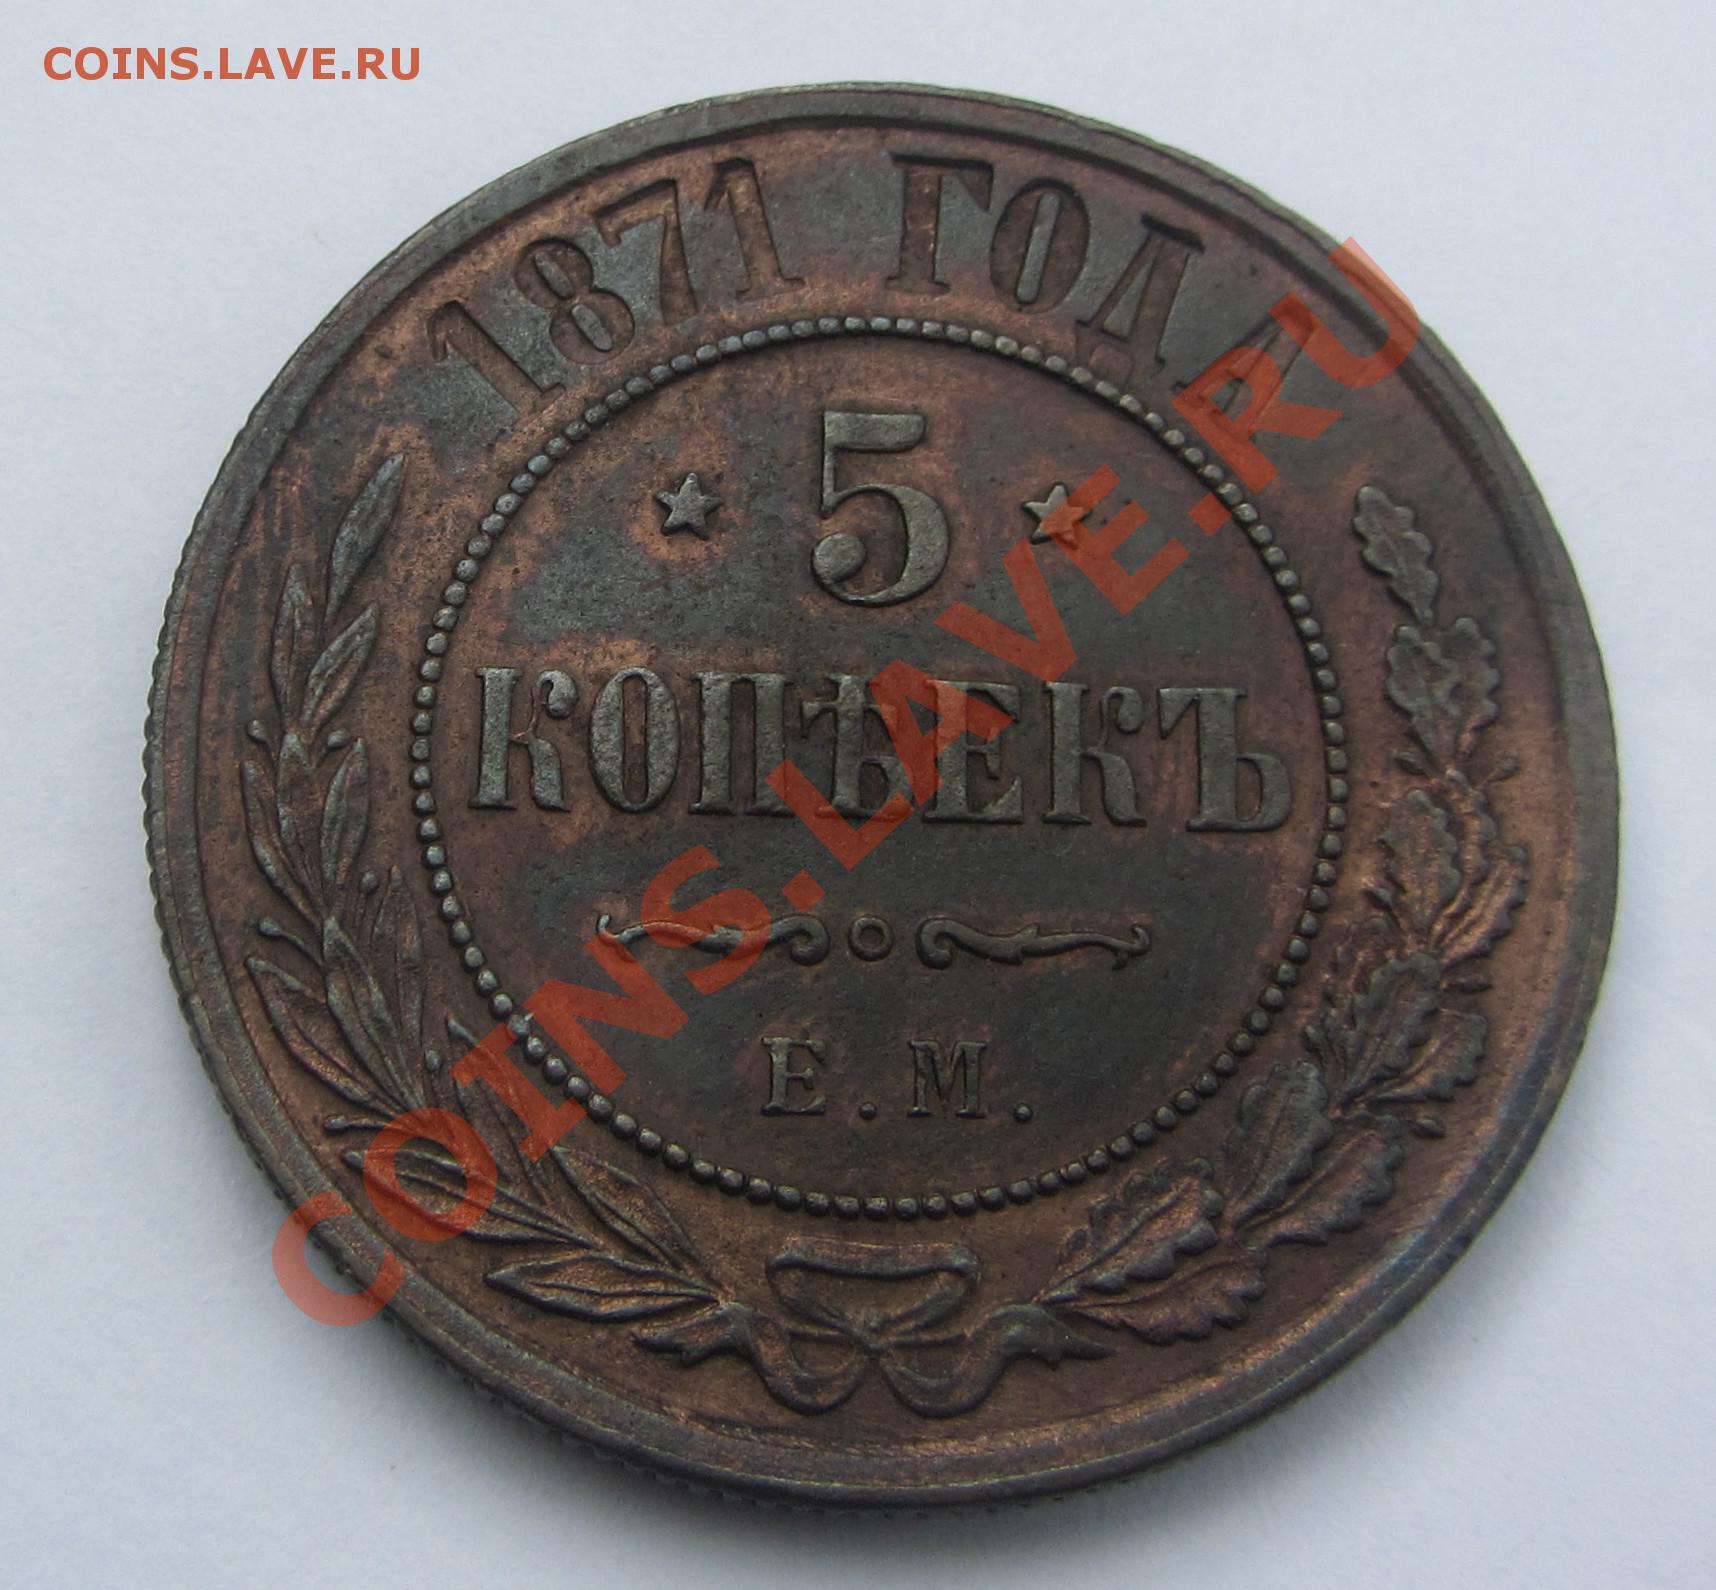 COINS.LAVE.RU
1871 ГОДА
5
КОПѢЕКЪ
Е.М.
COINS.LAVE.RU